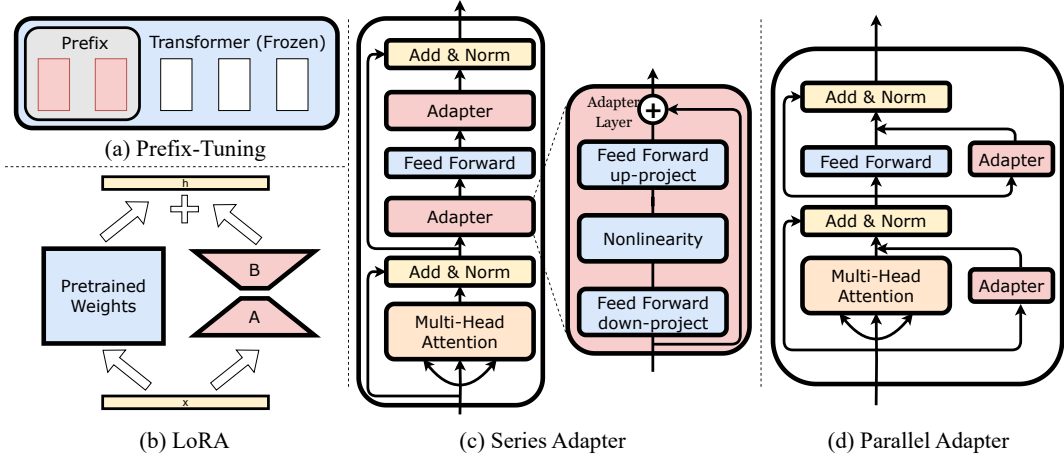 Prefix
Transformer (Frozen)
(a) Prefix-Tuning
h
Pretrained
Weights
B
A
x
(b) LoRA
Add & Norm
Adapter
Feed Forward
Adapter
Add & Norm
Multi-Head
Attention
Adapter
Layer
+
Feed Forward
up-project
Nonlinearity
Feed Forward
down-project
(c) Series Adapter
Add & Norm
Feed Forward
Adapter
Add & Norm
Multi-Head
Attention
Adapter
(d) Parallel Adapter